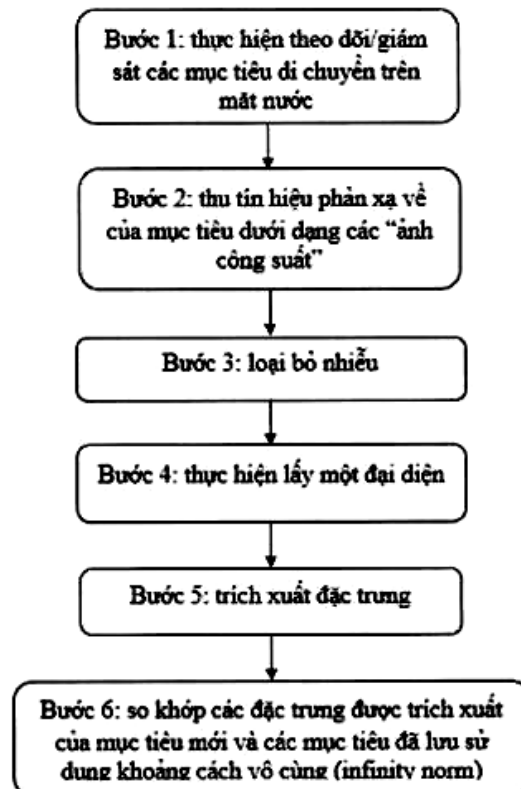 Bước 1: thực hiện theo dõi/giám
sát các mục tiêu di chuyển trên
mặt nước
Bước 2: thu tín hiệu phản xạ về
của mục tiêu dưới dạng các “ảnh
công suất”
Bước 3: loại bỏ nhiễu
Bước 4: thực hiện lấy một đại diện
Bước 5: trích xuất đặc trưng
Bước 6: so khớp các đặc trưng được trích xuất
của mục tiêu mới và các mục tiêu đã lưu sử
dụng khoảng cách vô cùng (infinity norm)